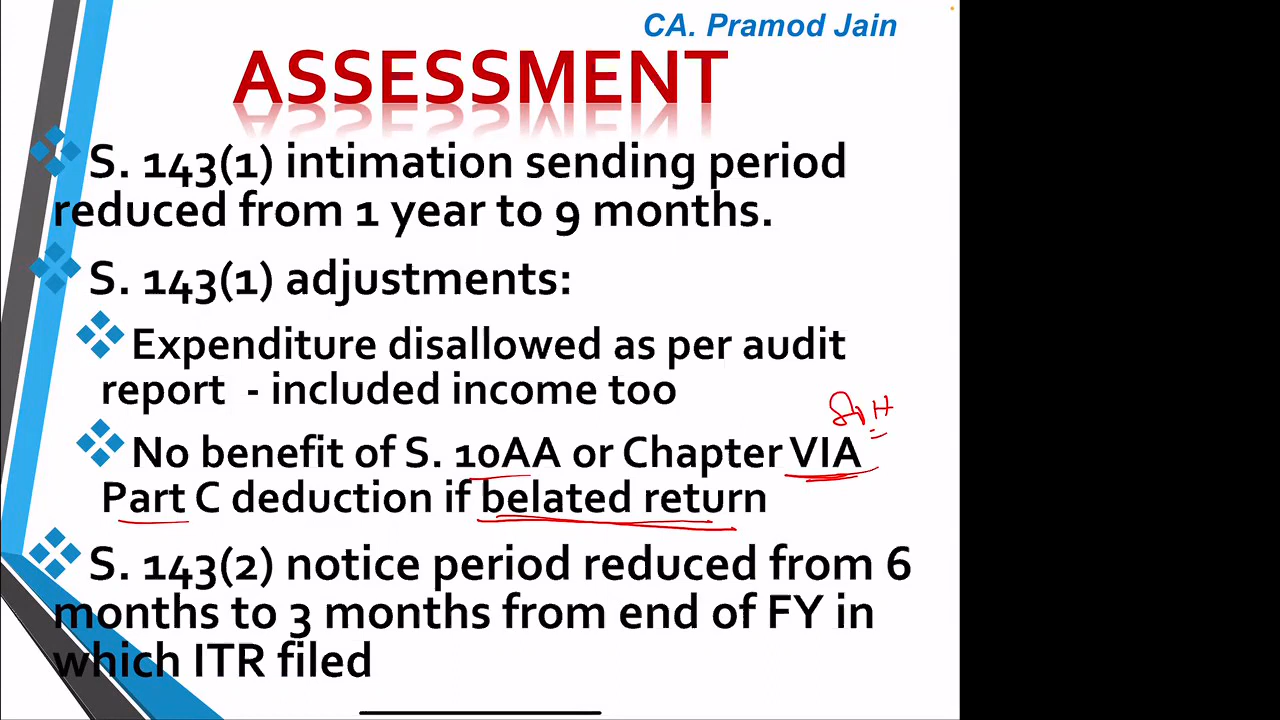 CA. Pramod Jain
ASSESSMENT
S. 143(1) intimation sending period
reduced from 1 year to 9 months.
S. 143(1) adjustments:
Expenditure disallowed as per audit
report - included income too
No benefit of S. 10AA or Chapter VIA
Part C deduction if belated return
S. 143(2) notice period reduced from 6
months to 3 months from end of FY in
which ITR filed